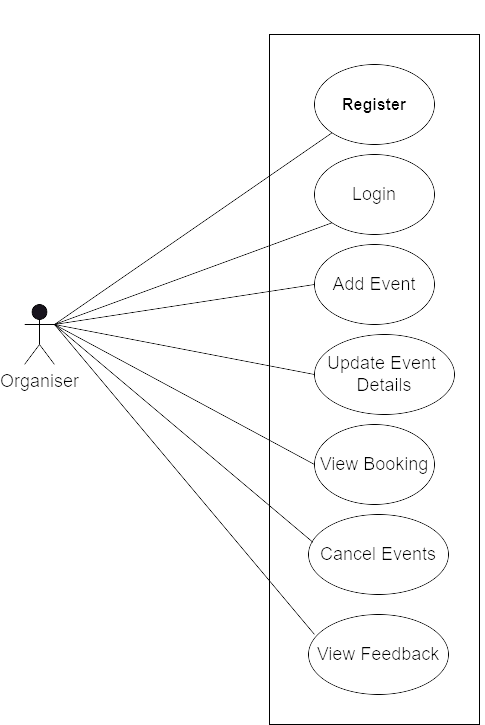 Register
Login
Add Event
Update Event
Details
Organiser
View Booking
Cancel Events
View Feedback